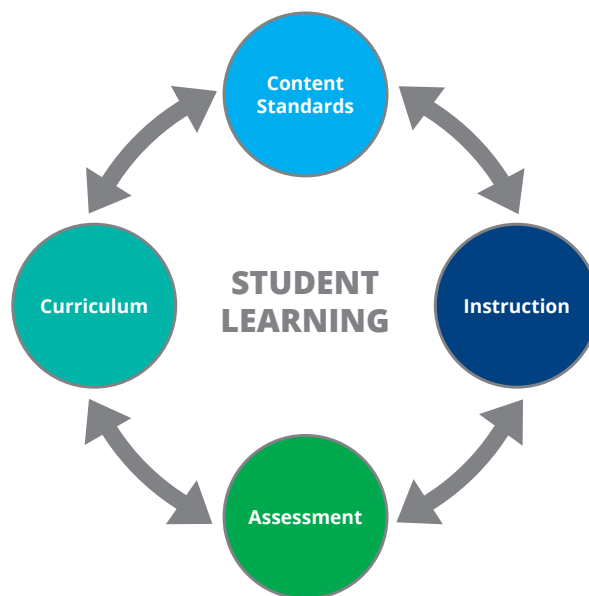 Content
Standards
Curriculum
STUDENT
LEARNING
Instruction
Assessment